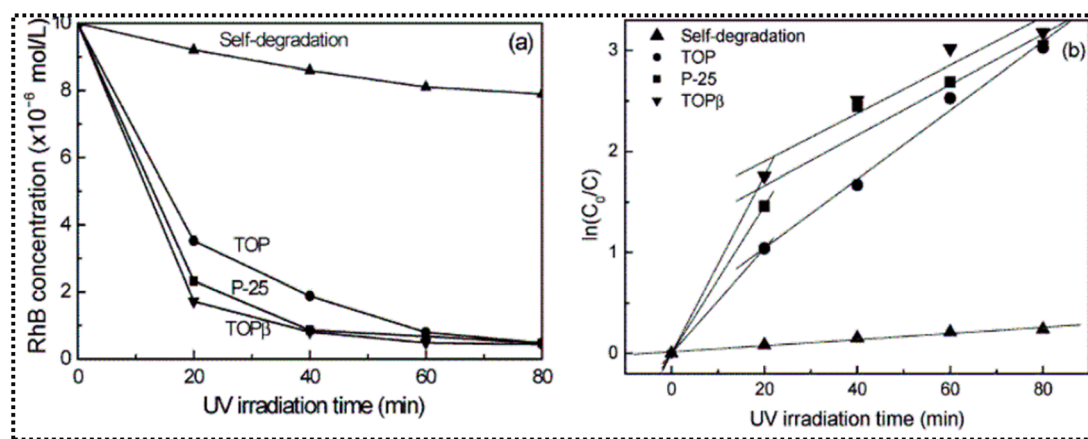 10
8
6
4
2
0
RhB concentration (x10⁻⁶ mol/L)
Self-degradation
(a)
TOP
P-25
TOPβ
0 20 40 60 80
UV irradiation time (min)
3
2
1
0
ln(C₀/C)
Self-degradation
TOP
P-25
TOPβ
(b)
0 20 40 60 80
UV irradiation time (min)